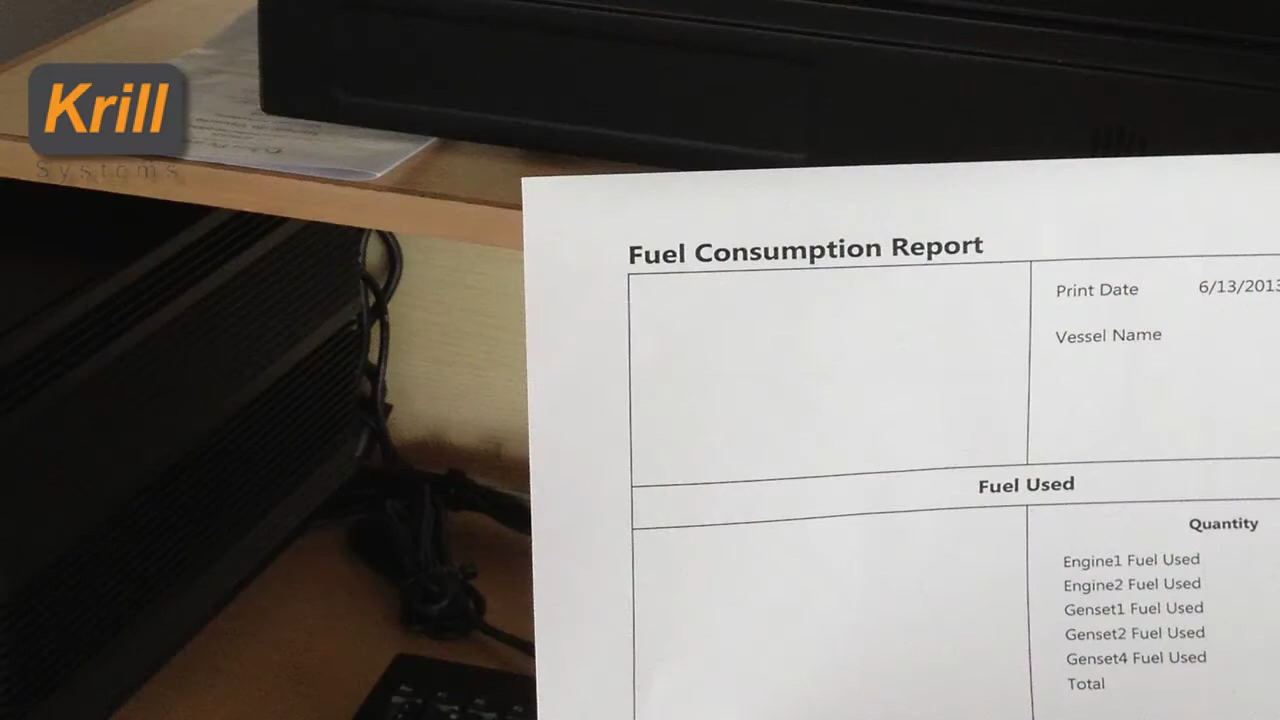 Krill
Systems
Fuel Consumption Report
Print Date 6/13/2013
Vessel Name
Fuel Used
Quantity
Engine1 Fuel Used
Engine2 Fuel Used
Genset1 Fuel Used
Genset2 Fuel Used
Genset4 Fuel Used
Total